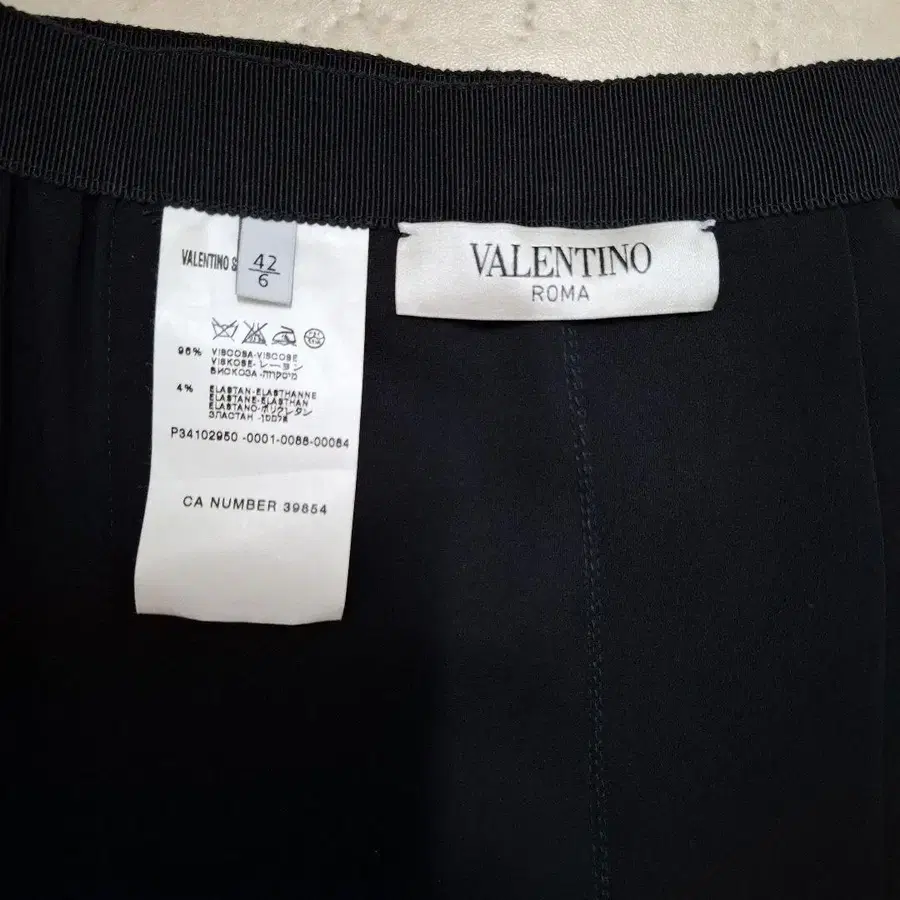 VALENTINO S
42
6
VALENTINO
ROMA
96% VISCOSA-VISCOSE
VISKOSE-レーヨン
ВИСКОЗА-
4% ELASTAN-ELASTHANNE
ELASTANE-ELASTHAN
ELASTANO-ポリウレタン
ЭЛАСТАН-
P34102950 -0001-0088-00084
CA NUMBER 39854